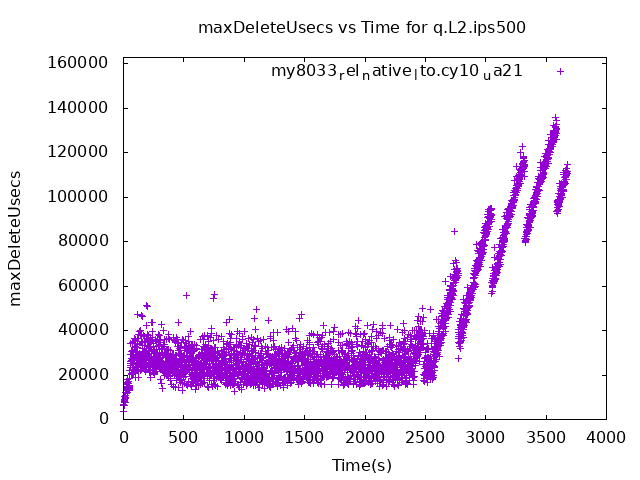 maxDeleteUsecs vs Time for q.L2.ips500
my8033relnativelto.cy10ua21
160000
140000
120000
100000
80000
60000
40000
20000
0
maxDeleteUsecs
0 500 1000 1500 2000 2500 3000 3500 4000
Time(s)